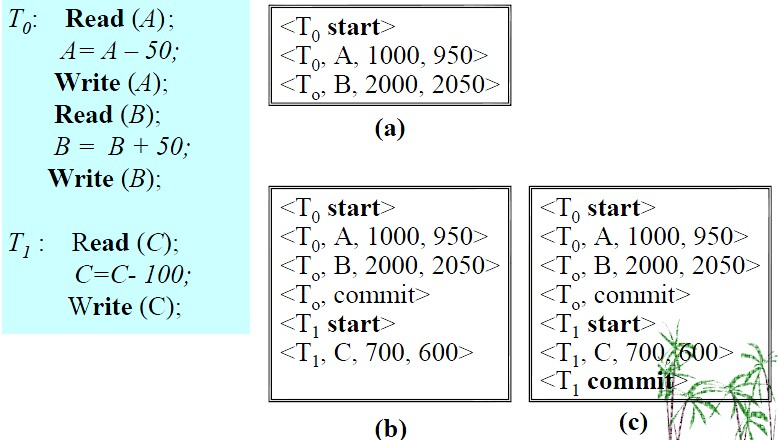 T0: Read (A);
A= A – 50;
Write (A);
Read (B);
B = B + 50;
Write (B);
T1 : Read (C);
C=C- 100;
Write (C);
<T0 start>
<T0, A, 1000, 950>
<To, B, 2000, 2050>
(a)
<T0 start>
<T0, A, 1000, 950>
<To, B, 2000, 2050>
<To, commit>
<T1 start>
<T1, C, 700, 600>
(b)
<T0 start>
<T0, A, 1000, 950>
<To, B, 2000, 2050>
<To, commit>
<T1 start>
<T1, C, 700, 600>
<T1 commit>
(c)